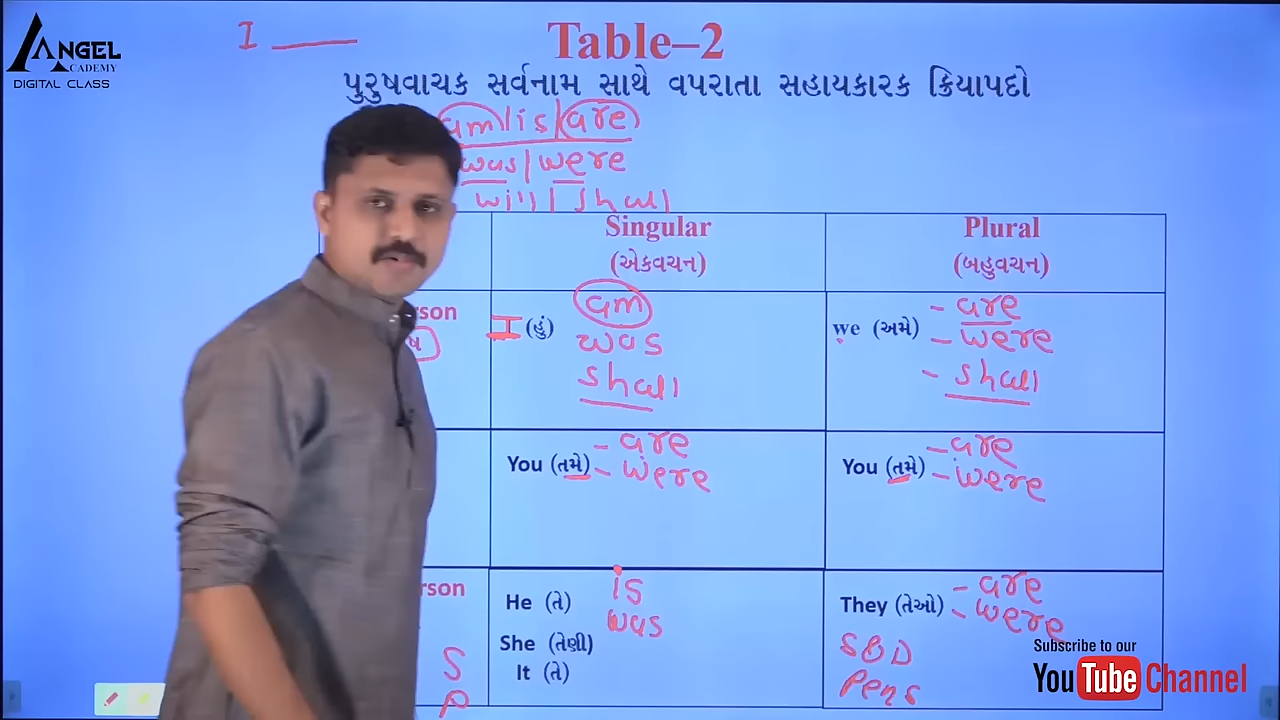 ANGEL
ACADEMY
DIGITAL CLASS
I
Table–2
પુરુષવાચક સર્વનામ સાથે વપરાતા સહાયકારક ક્રિયાપદો
am/is/are
was/were
will/shall
Singular
Plural
(એકવચન)
(બહુવચન)
rson
I (હું)
am
was
shall
we (અમે)
- are
- were
- shall
You (તમે)
- are
- were
You (તમે)
- are
- were
rson
He (તે)
is
was
She (તેણી)
It (તે)
They (તેઓ)
- are
- were
S
P
SBD
Pens
Subscribe to our
YouTube Channel